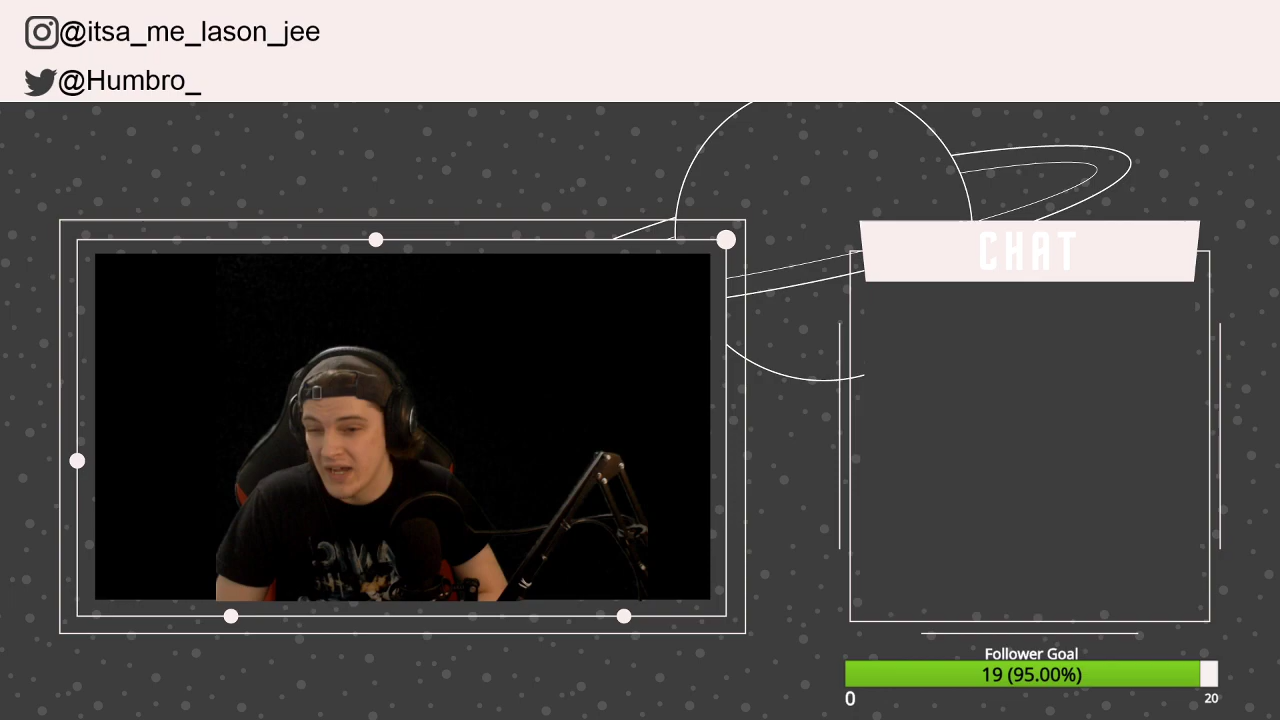 @itsa_me_lason_jee
@Humbro_
CHAT
Follower Goal
19 (95.00%)
0
20